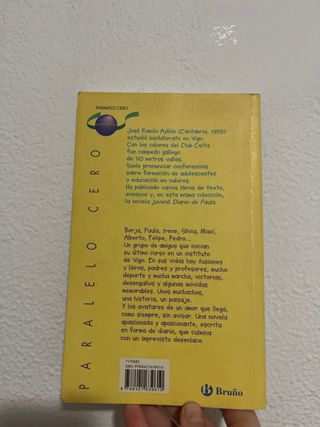 PARALELO CERO
José Ramón Ayllón (Cantabria, 1955)
estudió bachillerato en Vigo.
Con los colores del Club Celta
fue campeón gallego
de 110 metros vallas.
Suele pronunciar conferencias
sobre formación de adolescentes
y educación en valores.
Ha publicado varios libros de texto,
ensayos y, en esta misma colección,
la novela juvenil Diario de Paula.
PARALELO CERO
Borja, Paula, Irene, Silvia, Maxi,
Alberto, Felipe, Pedro...
Un grupo de amigos que inician
su último curso en un instituto
de Vigo. En sus vidas hay ilusiones
y libros, padres y profesores, mucho
deporte y mucha marcha, victorias,
desengaños y algunas movidas
memorables. Unos muchachos,
una historia, un paisaje.
Y los avatares de un amor que llega,
como siempre, sin avisar. Una novela
apasionada y apasionante, escrita
en forma de diario, que culmina
con un imprevisto desenlace.
Bruño